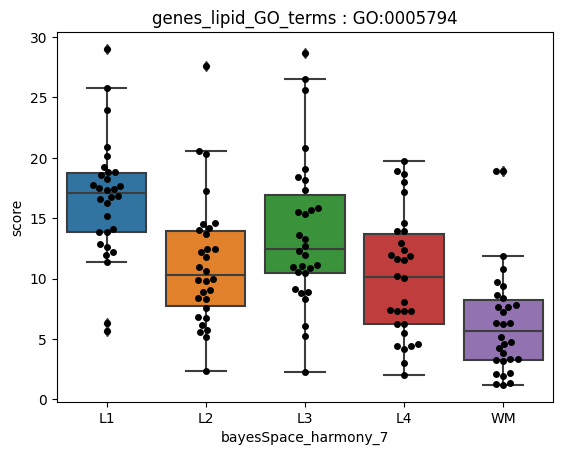 genes_lipid_GO_terms : GO:0005794
30
25
20
15
10
5
0
score
L1 L2 L3 L4 WM
bayesSpace_harmony_7